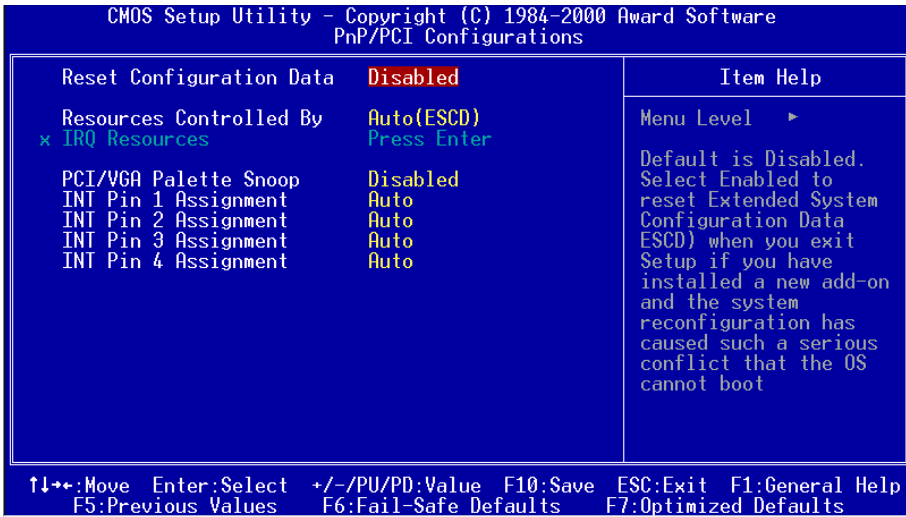 CMOS Setup Utility – Copyright (C) 1984-2000 Award Software
PnP/PCI Configurations
Reset Configuration Data Disabled
Resources Controlled By Auto(ESCD)
x IRQ Resources Press Enter
PCI/VGA Palette Snoop Disabled
INT Pin 1 Assignment Auto
INT Pin 2 Assignment Auto
INT Pin 3 Assignment Auto
INT Pin 4 Assignment Auto
Item Help
Menu Level ►
Default is Disabled.
Select Enabled to
reset Extended System
Configuration Data
ESCD) when you exit
Setup if you have
installed a new add-on
and the system
reconfiguration has
caused such a serious
conflict that the OS
cannot boot
↑↓→←:Move Enter:Select +/-/PU/PD:Value F10:Save ESC:Exit F1:General Help
F5:Previous Values F6:Fail-Safe Defaults F7:Optimized Defaults